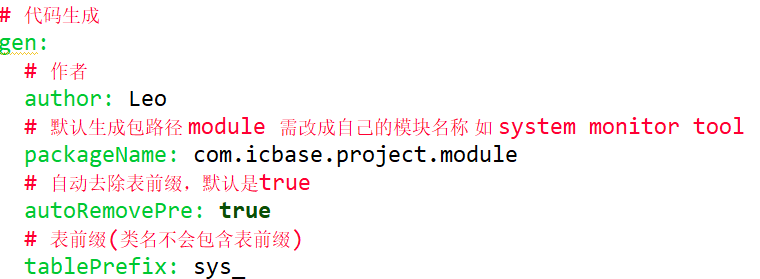 # 代码生成
gen:
# 作者
author: Leo
# 默认生成包路径 module 需改成自己的模块名称 如 system monitor tool
packageName: com.icbase.project.module
# 自动去除表前缀，默认是true
autoRemovePre: true
# 表前缀(类名不会包含表前缀)
tablePrefix: sys_